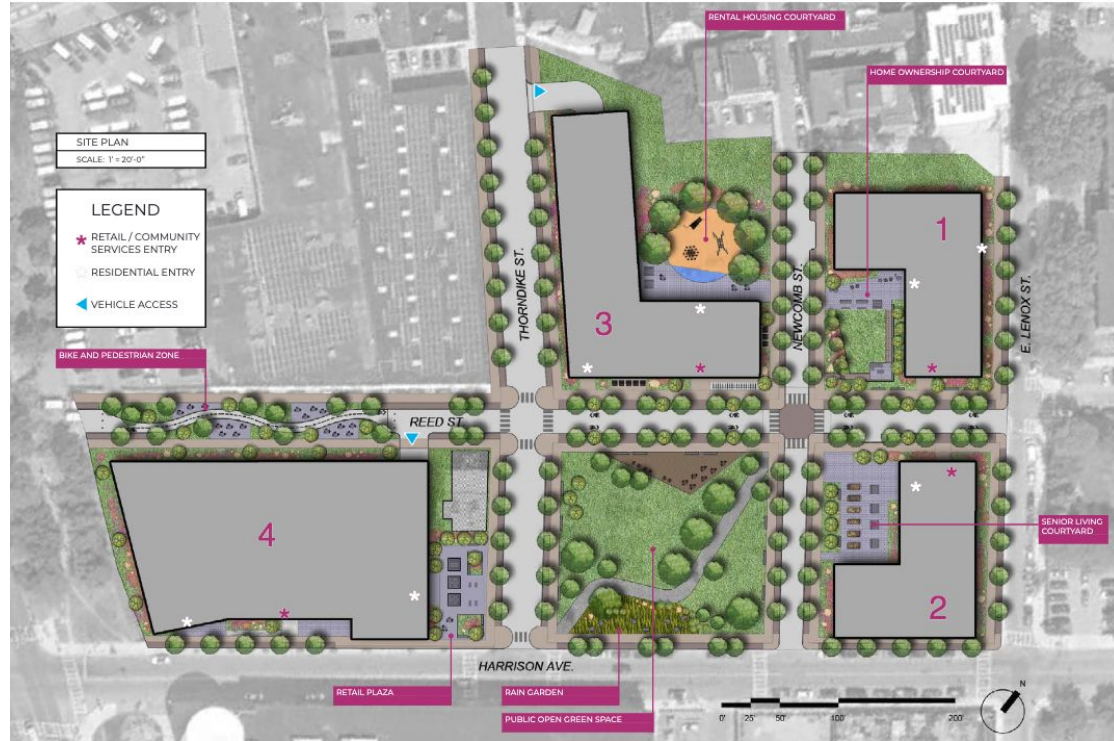 RENTAL HOUSING COURTYARD
HOME OWNERSHIP COURTYARD
SITE PLAN
SCALE: 1' = 20'-0"
LEGEND
* RETAIL / COMMUNITY
SERVICES ENTRY
* RESIDENTIAL ENTRY
VEHICLE ACCESS
THORNDIKE ST.
NEWCOMB ST.
E. LENOX ST.
1
3
BIKE AND PEDESTRIAN ZONE
REED ST.
4
SENIOR LIVING
COURTYARD
2
HARRISON AVE.
RETAIL PLAZA
RAIN GARDEN
PUBLIC OPEN GREEN SPACE
0' 25' 50' 100' 200'
N